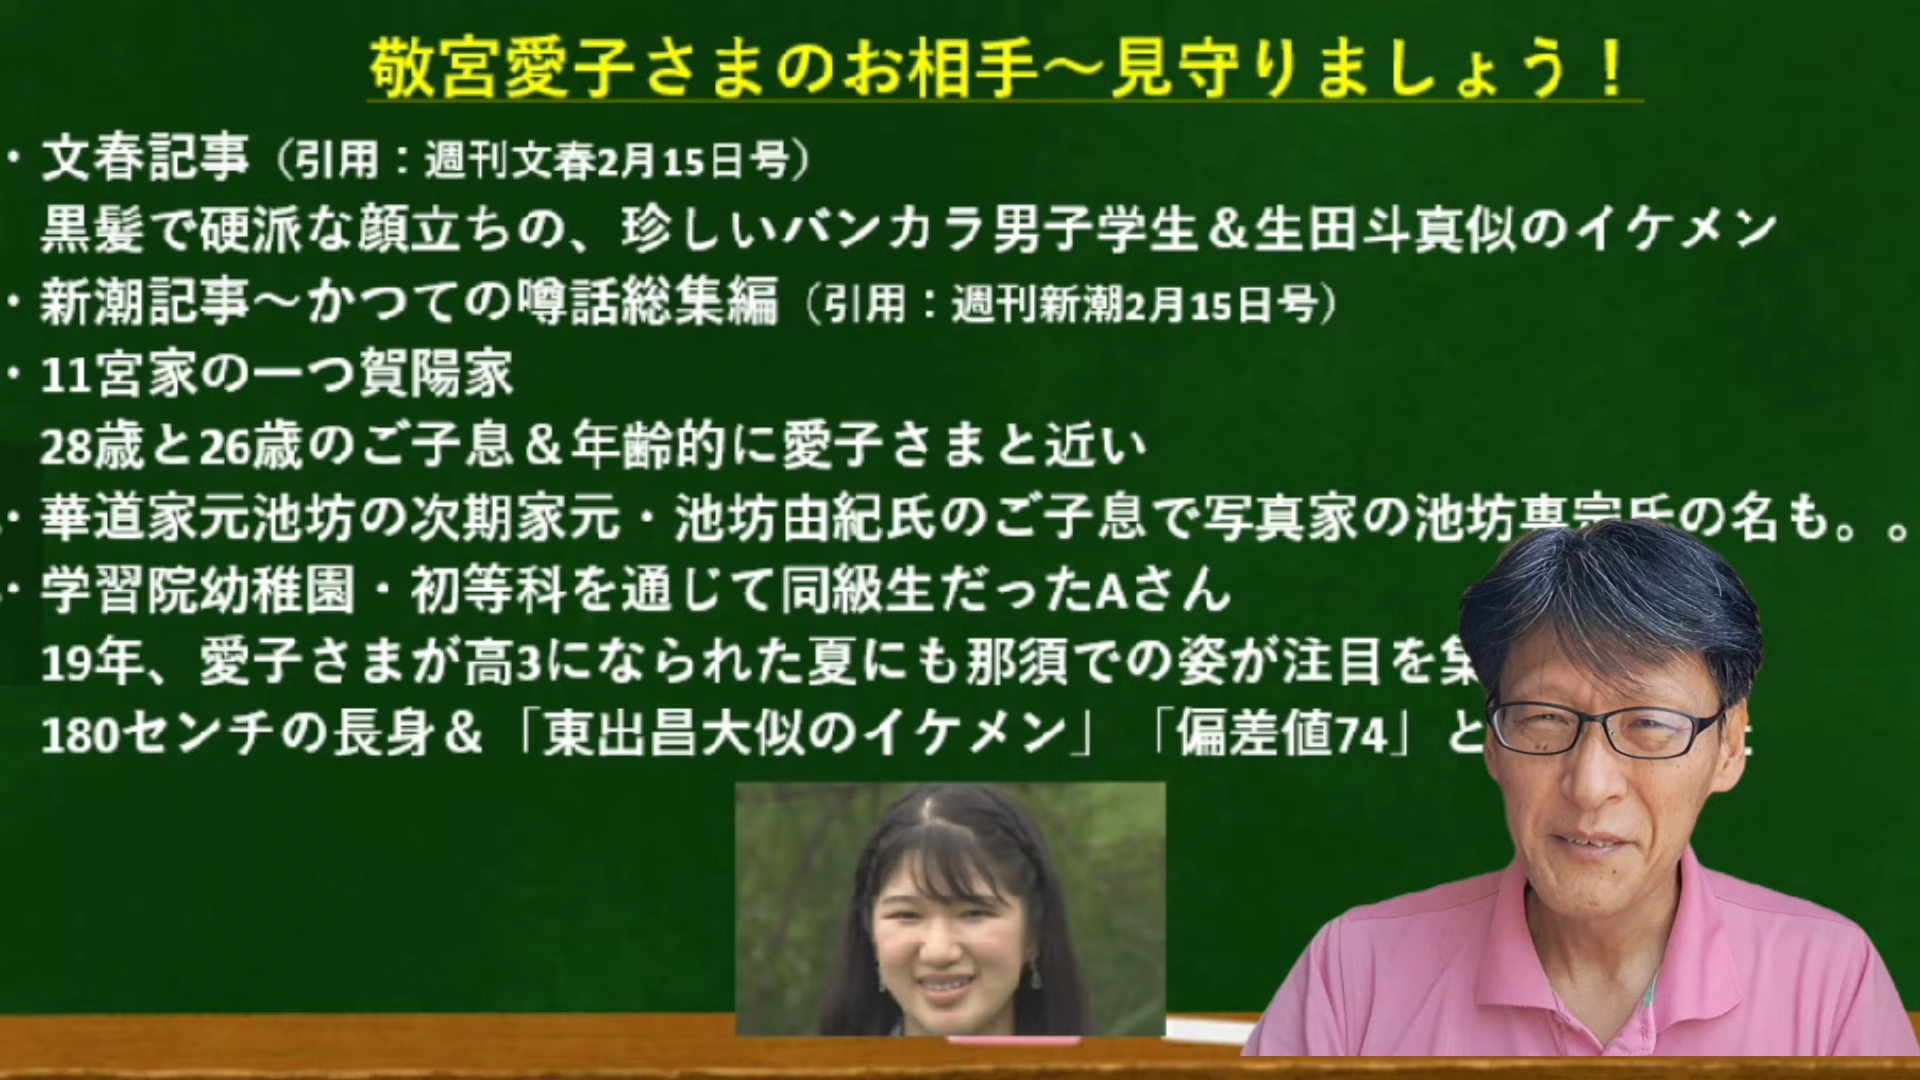 敬宮愛子さまのお相手～見守りましょう！
・文春記事（引用：週刊文春2月15日号）
黒髪で硬派な顔立ちの、珍しいバンカラ男子学生＆生田斗真似のイケメン
・新潮記事～かつての噂話総集編（引用：週刊新潮2月15日号）
・11宮家の一つ賀陽家
28歳と26歳のご子息＆年齢的に愛子さまと近い
・華道家元池坊の次期家元・池坊由紀氏のご子息で写真家の池坊専宗氏の名も。。
・学習院幼稚園・初等科を通じて同級生だったAさん
19年、愛子さまが高3になられた夏にも那須での姿が注目を集
180センチの長身＆「東出昌大似のイケメン」「偏差値74」と